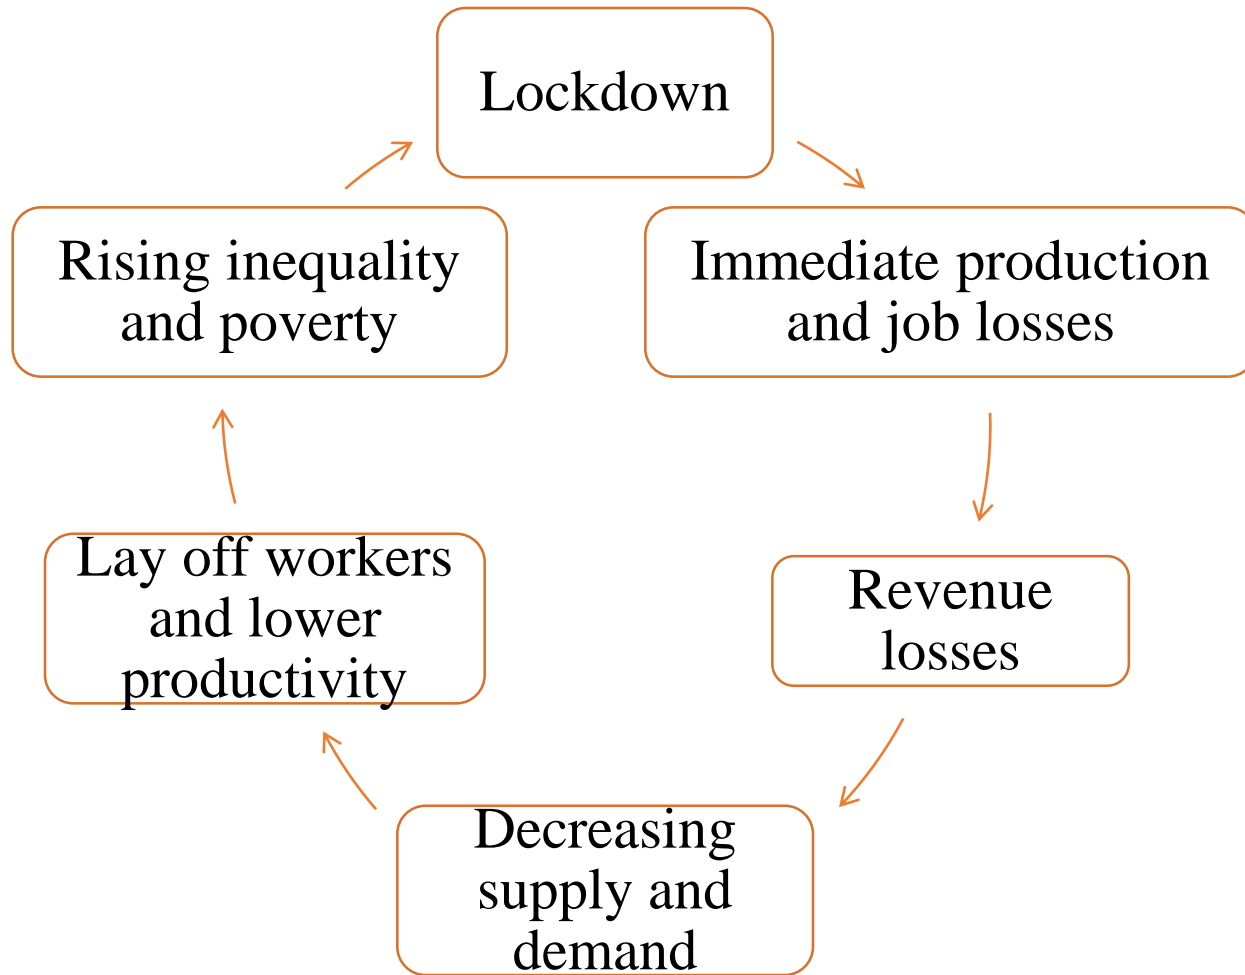 Lockdown
Immediate production
and job losses
Revenue
losses
Decreasing
supply and
demand
Lay off workers
and lower
productivity
Rising inequality
and poverty